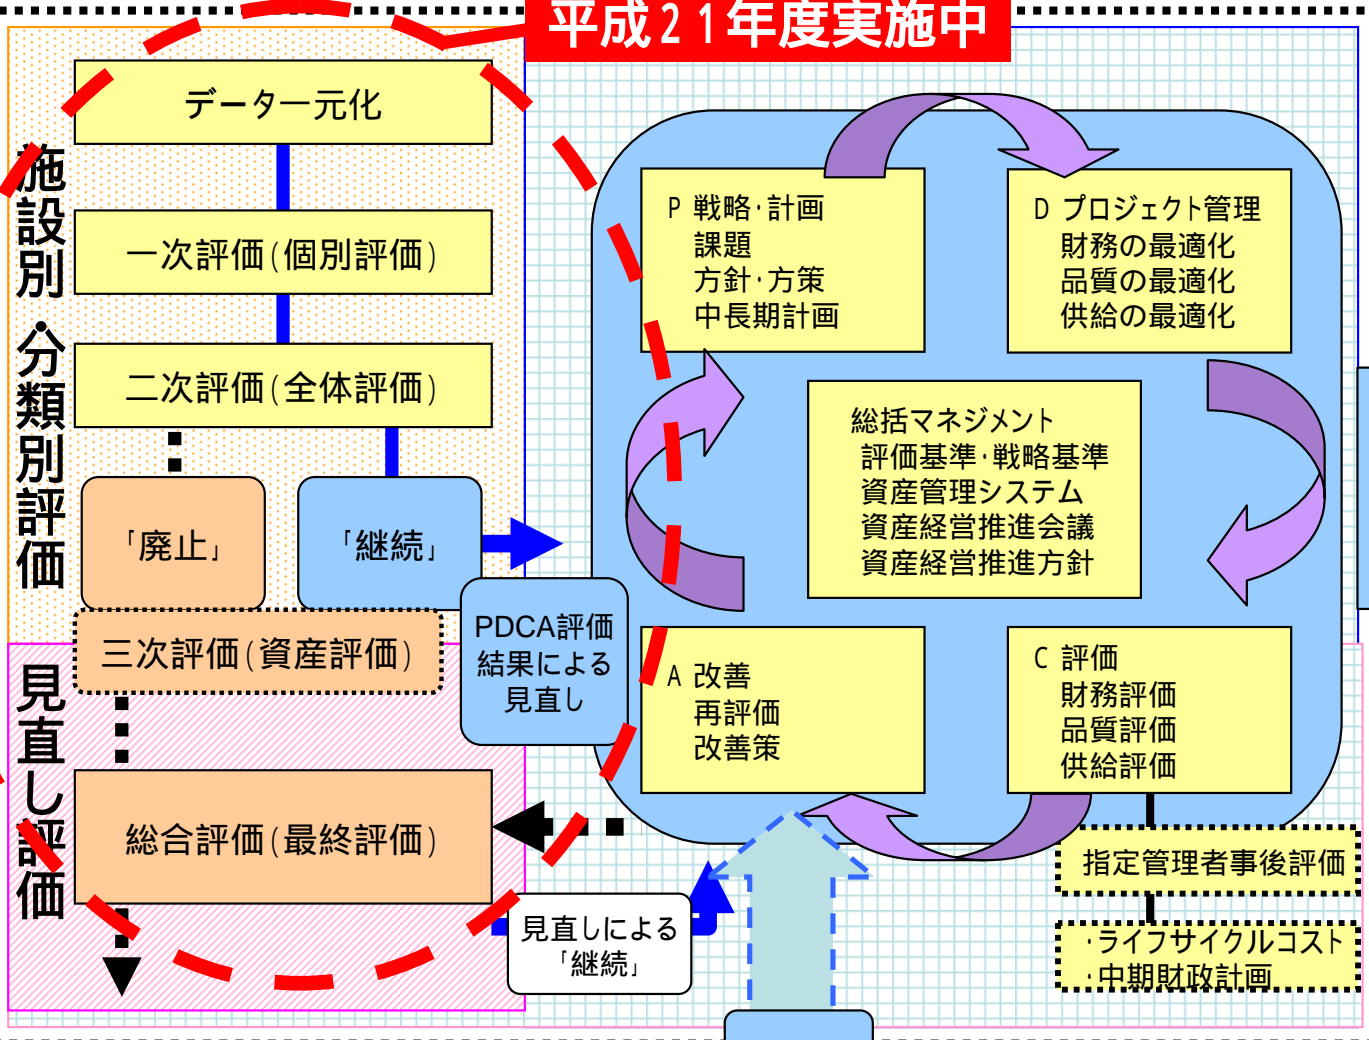 平成21年度実施中
施設別・分類別評価
データ一元化
一次評価(個別評価)
二次評価(全体評価)
「廃止」
「継続」
三次評価(資産評価)
見直し評価
総合評価(最終評価)
PDCA評価
結果による
見直し
見直しによる
「継続」
P 戦略・計画
課題
方針・方策
中長期計画
D プロジェクト管理
財務の最適化
品質の最適化
供給の最適化
総括マネジメント
評価基準・戦略基準
資産管理システム
資産経営推進会議
資産経営推進方針
A 改善
再評価
改善策
C 評価
財務評価
品質評価
供給評価
指定管理者事後評価
・ライフサイクルコスト
・中期財政計画